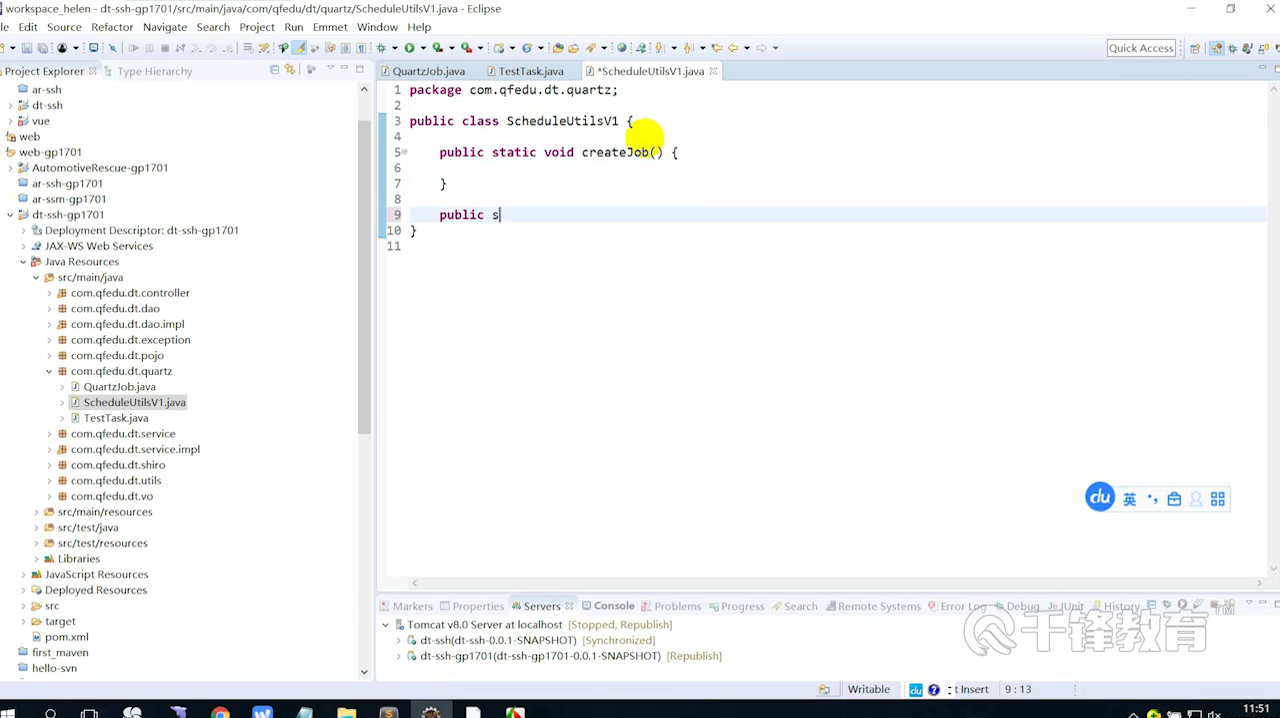 workspace_helen - dt-ssh-gp1701/src/main/java/com/qfedu/dt/quartz/ScheduleUtilsV1.java - Eclipse
Edit Source Refactor Navigate Search Project Run Emmet Window Help
Quick Access
Project Explorer Type Hierarchy
QuartzJob.java TestTask.java *ScheduleUtilsV1.java
ar-ssh
dt-ssh
vue
web
web-gp1701
AutomotiveRescue-gp1701
ar-ssh-gp1701
ar-ssm-gp1701
dt-ssh-gp1701
Deployment Descriptor: dt-ssh-gp1701
JAX-WS Web Services
Java Resources
src/main/java
com.qfedu.dt.controller
com.qfedu.dt.dao
com.qfedu.dt.dao.impl
com.qfedu.dt.exception
com.qfedu.dt.pojo
com.qfedu.dt.quartz
QuartzJob.java
ScheduleUtilsV1.java
TestTask.java
com.qfedu.dt.service
com.qfedu.dt.service.impl
com.qfedu.dt.shiro
com.qfedu.dt.utils
com.qfedu.dt.vo
src/main/resources
src/test/java
src/test/resources
Libraries
JavaScript Resources
Deployed Resources
src
target
pom.xml
first_maven
hello-svn
1 package com.qfedu.dt.quartz;
2
3 public class ScheduleUtilsV1 {
4
5 public static void createJob() {
6
7 }
8
9 public s
10 }
11
du 英
Markers Properties Servers Console Problems Progress Search Remote Systems Error Log Debug JUnit History
Tomcat v8.0 Server at localhost [Stopped, Republish]
dt-ssh(dt-ssh-0.0.1-SNAPSHOT) [Synchronized]
dt-ssh-gp1701(dt-ssh-gp1701-0.0.1-SNAPSHOT) [Republish]
千锋教育
Writable du t Insert 9 : 13
11:51